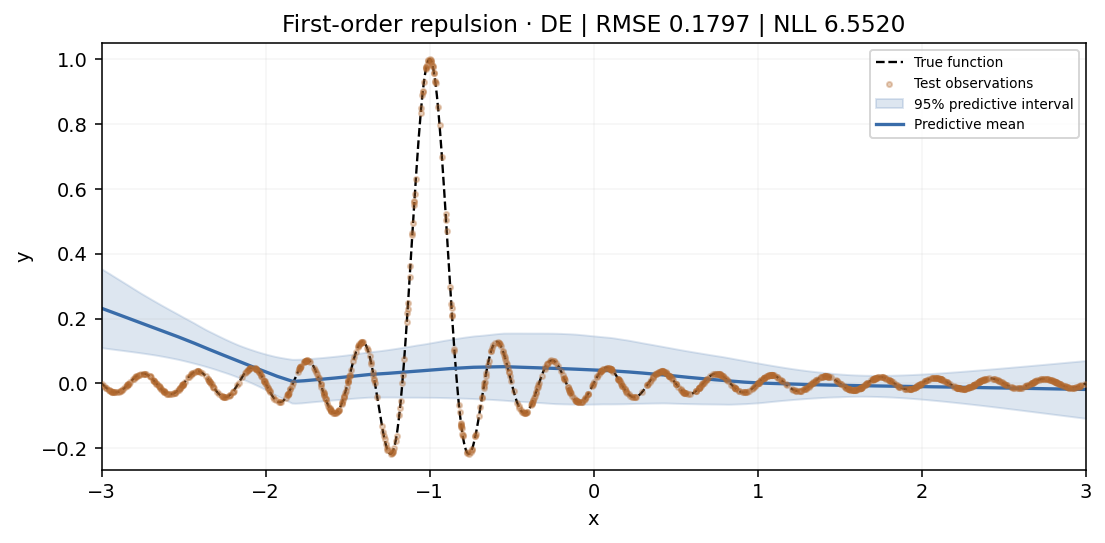 First-order repulsion · DE | RMSE 0.1797 | NLL 6.5520
True function
Test observations
95% predictive interval
Predictive mean
y
1.0
0.8
0.6
0.4
0.2
0.0
−0.2
−3 −2 −1 0 1 2 3
x